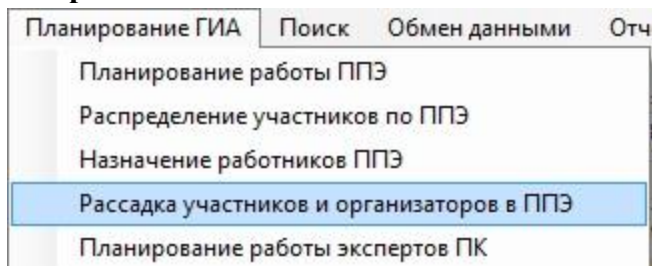 Планирование ГИА Поиск Обмен данными Отч
Планирование работы ППЭ
Распределение участников по ППЭ
Назначение работников ППЭ
Рассадка участников и организаторов в ППЭ
Планирование работы экспертов ПК